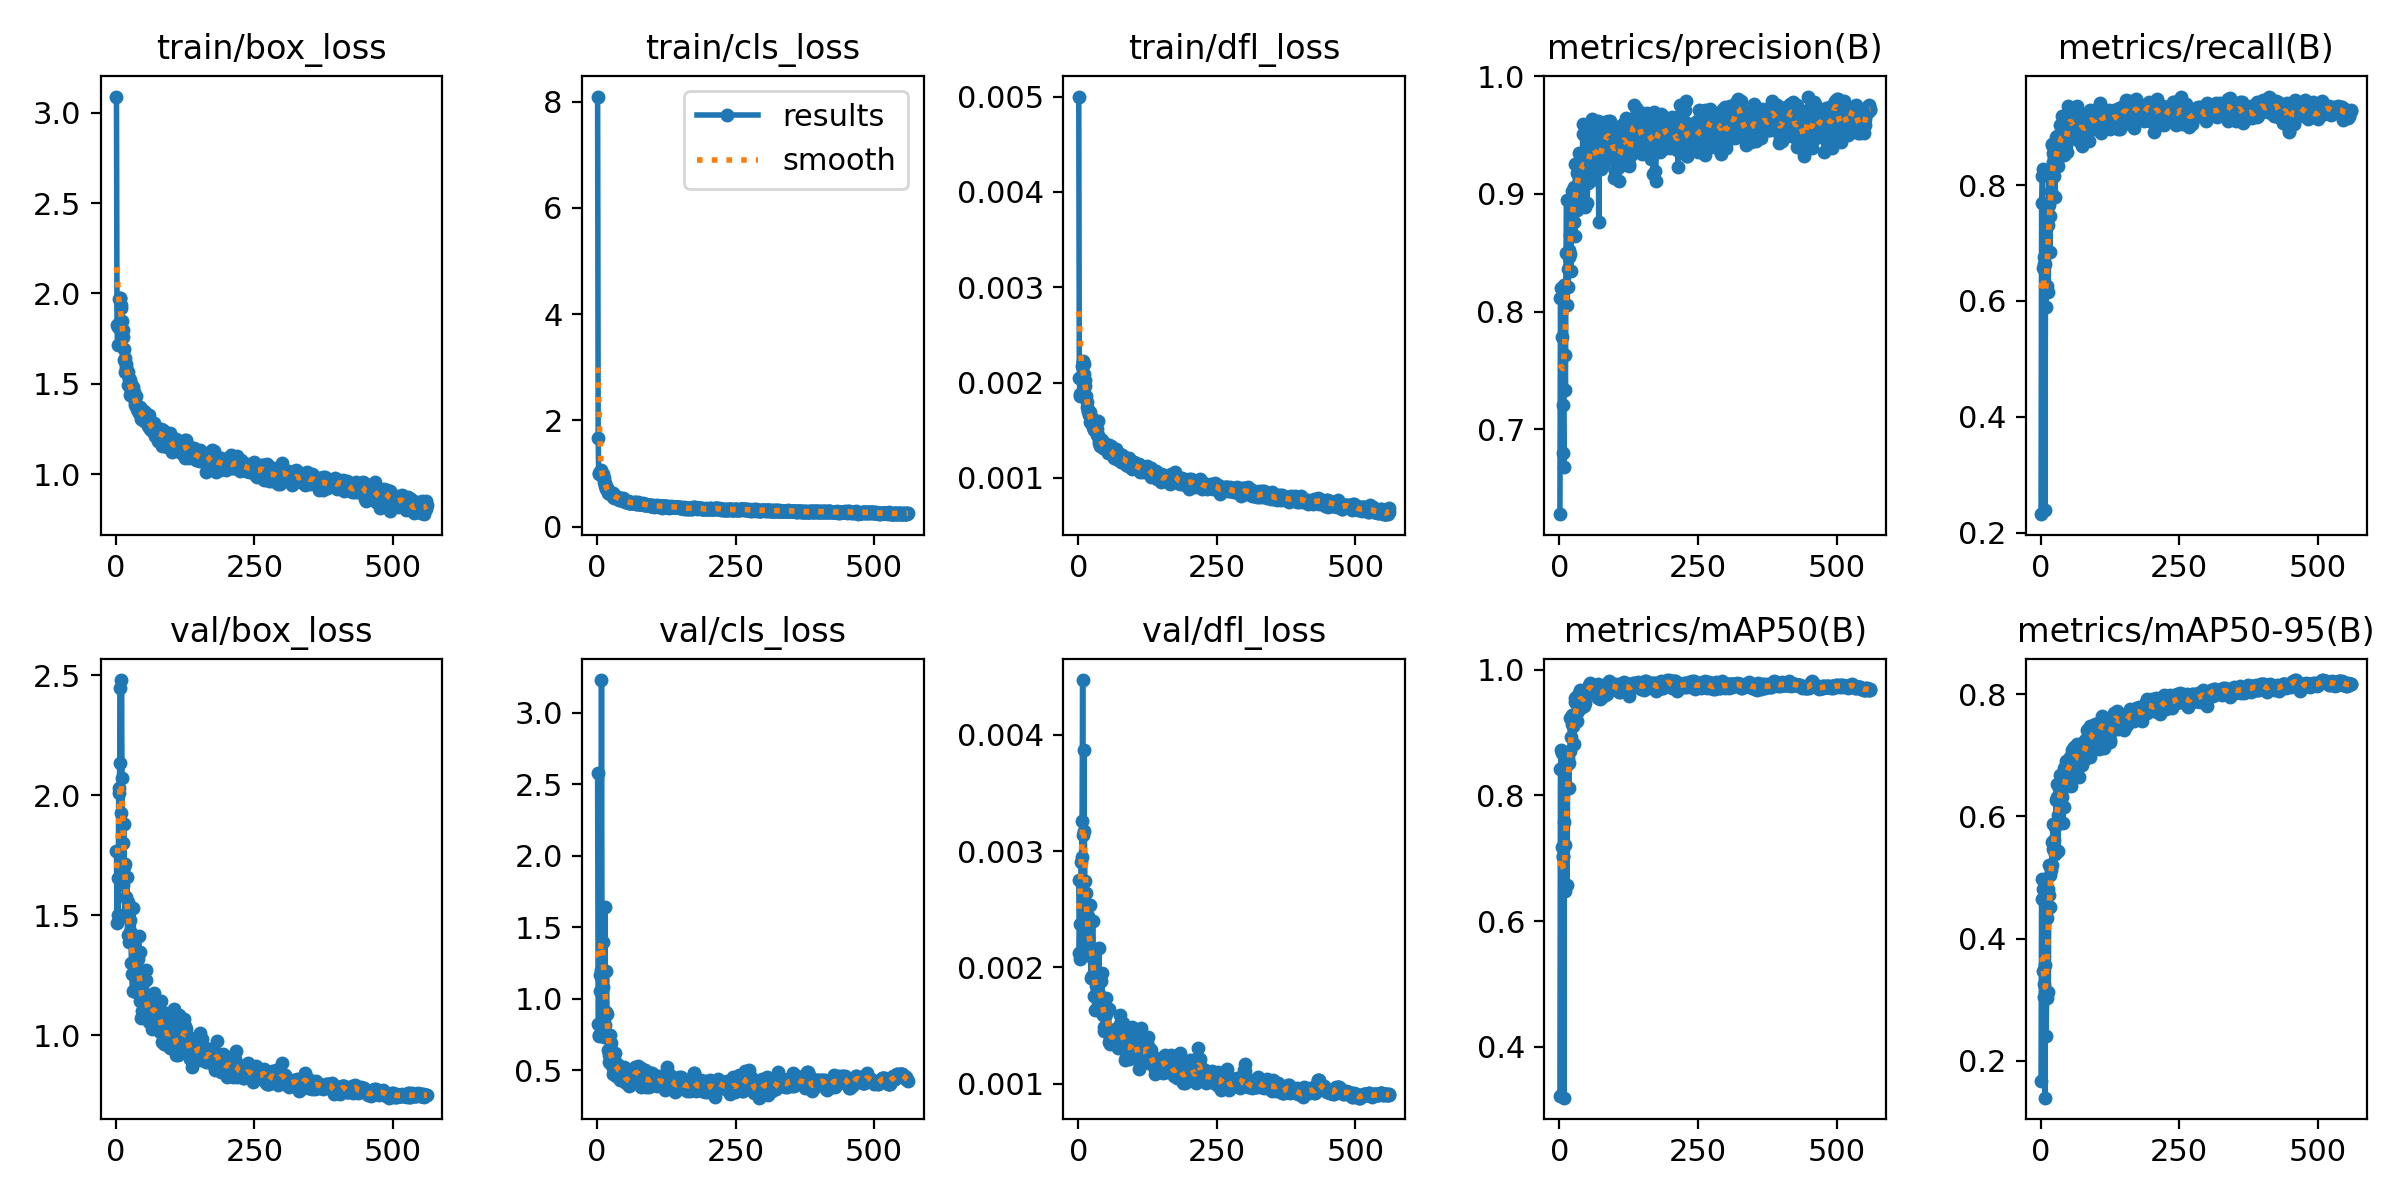 train/box_loss
3.0
2.5
2.0
1.5
1.0
0 250 500
train/cls_loss
results
smooth
8
6
4
2
0
0 250 500
train/dfl_loss
0.005
0.004
0.003
0.002
0.001
0 250 500
metrics/precision(B)
1.0
0.9
0.8
0.7
0 250 500
metrics/recall(B)
0.8
0.6
0.4
0.2
0 250 500
val/box_loss
2.5
2.0
1.5
1.0
0 250 500
val/cls_loss
3.0
2.5
2.0
1.5
1.0
0.5
0 250 500
val/dfl_loss
0.004
0.003
0.002
0.001
0 250 500
metrics/mAP50(B)
1.0
0.8
0.6
0.4
0 250 500
metrics/mAP50-95(B)
0.8
0.6
0.4
0.2
0 250 500